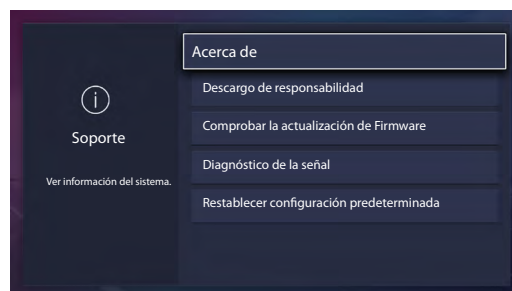 Soporte
Ver información del sistema.
Acerca de
Descargo de responsabilidad
Comprobar la actualización de Firmware
Diagnóstico de la señal
Restablecer configuración predeterminada